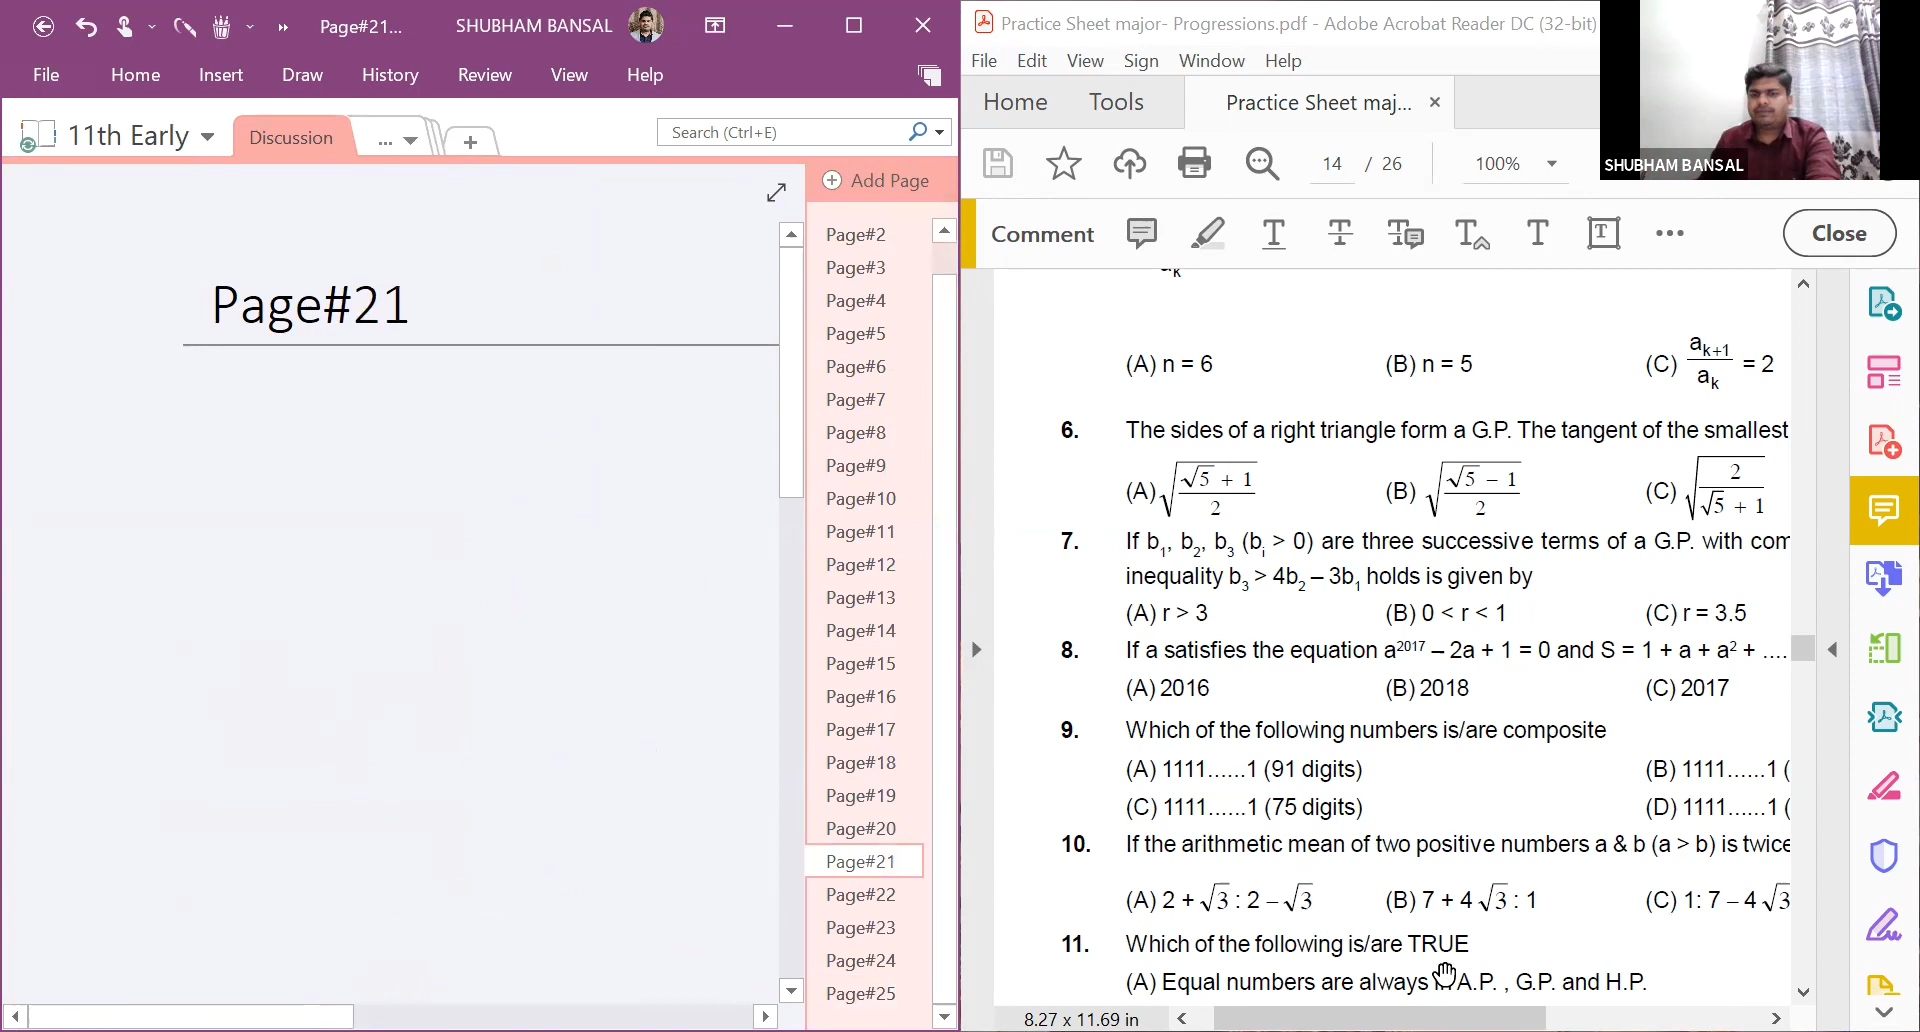 Page#21...
SHUBHAM BANSAL
File Home Insert Draw History Review View Help
11th Early
Discussion
...
Search (Ctrl+E)
Add Page
Page#21
Page#2
Page#3
Page#4
Page#5
Page#6
Page#7
Page#8
Page#9
Page#10
Page#11
Page#12
Page#13
Page#14
Page#15
Page#16
Page#17
Page#18
Page#19
Page#20
Page#21
Page#22
Page#23
Page#24
Page#25
Practice Sheet major- Progressions.pdf - Adobe Acrobat Reader DC (32-bit)
File Edit View Sign Window Help
Home Tools Practice Sheet maj... ×
14 / 26 100%
SHUBHAM BANSAL
Comment Close
(A) n = 6 (B) n = 5 (C) aₖ₊₁/aₖ = 2
6. The sides of a right triangle form a G.P. The tangent of the smallest
(A) √((√5 + 1)/2) (B) √((√5 − 1)/2) (C) √(2/(√5 + 1))
7. If b₁, b₂, b₃ (bᵢ > 0) are three successive terms of a G.P. with com
inequality b₃ > 4b₂ – 3b₁ holds is given by
(A) r > 3 (B) 0 < r < 1 (C) r = 3.5
8. If a satisfies the equation a²⁰¹⁷ – 2a + 1 = 0 and S = 1 + a + a² + ....
(A) 2016 (B) 2018 (C) 2017
9. Which of the following numbers is/are composite
(A) 1111......1 (91 digits) (B) 1111......1 (
(C) 1111......1 (75 digits) (D) 1111......1 (
10. If the arithmetic mean of two positive numbers a & b (a > b) is twice
(A) 2 + √3 : 2 – √3 (B) 7 + 4 √3 : 1 (C) 1: 7 – 4 √3
11. Which of the following is/are TRUE
(A) Equal numbers are always A.P. , G.P. and H.P.
8.27 x 11.69 in